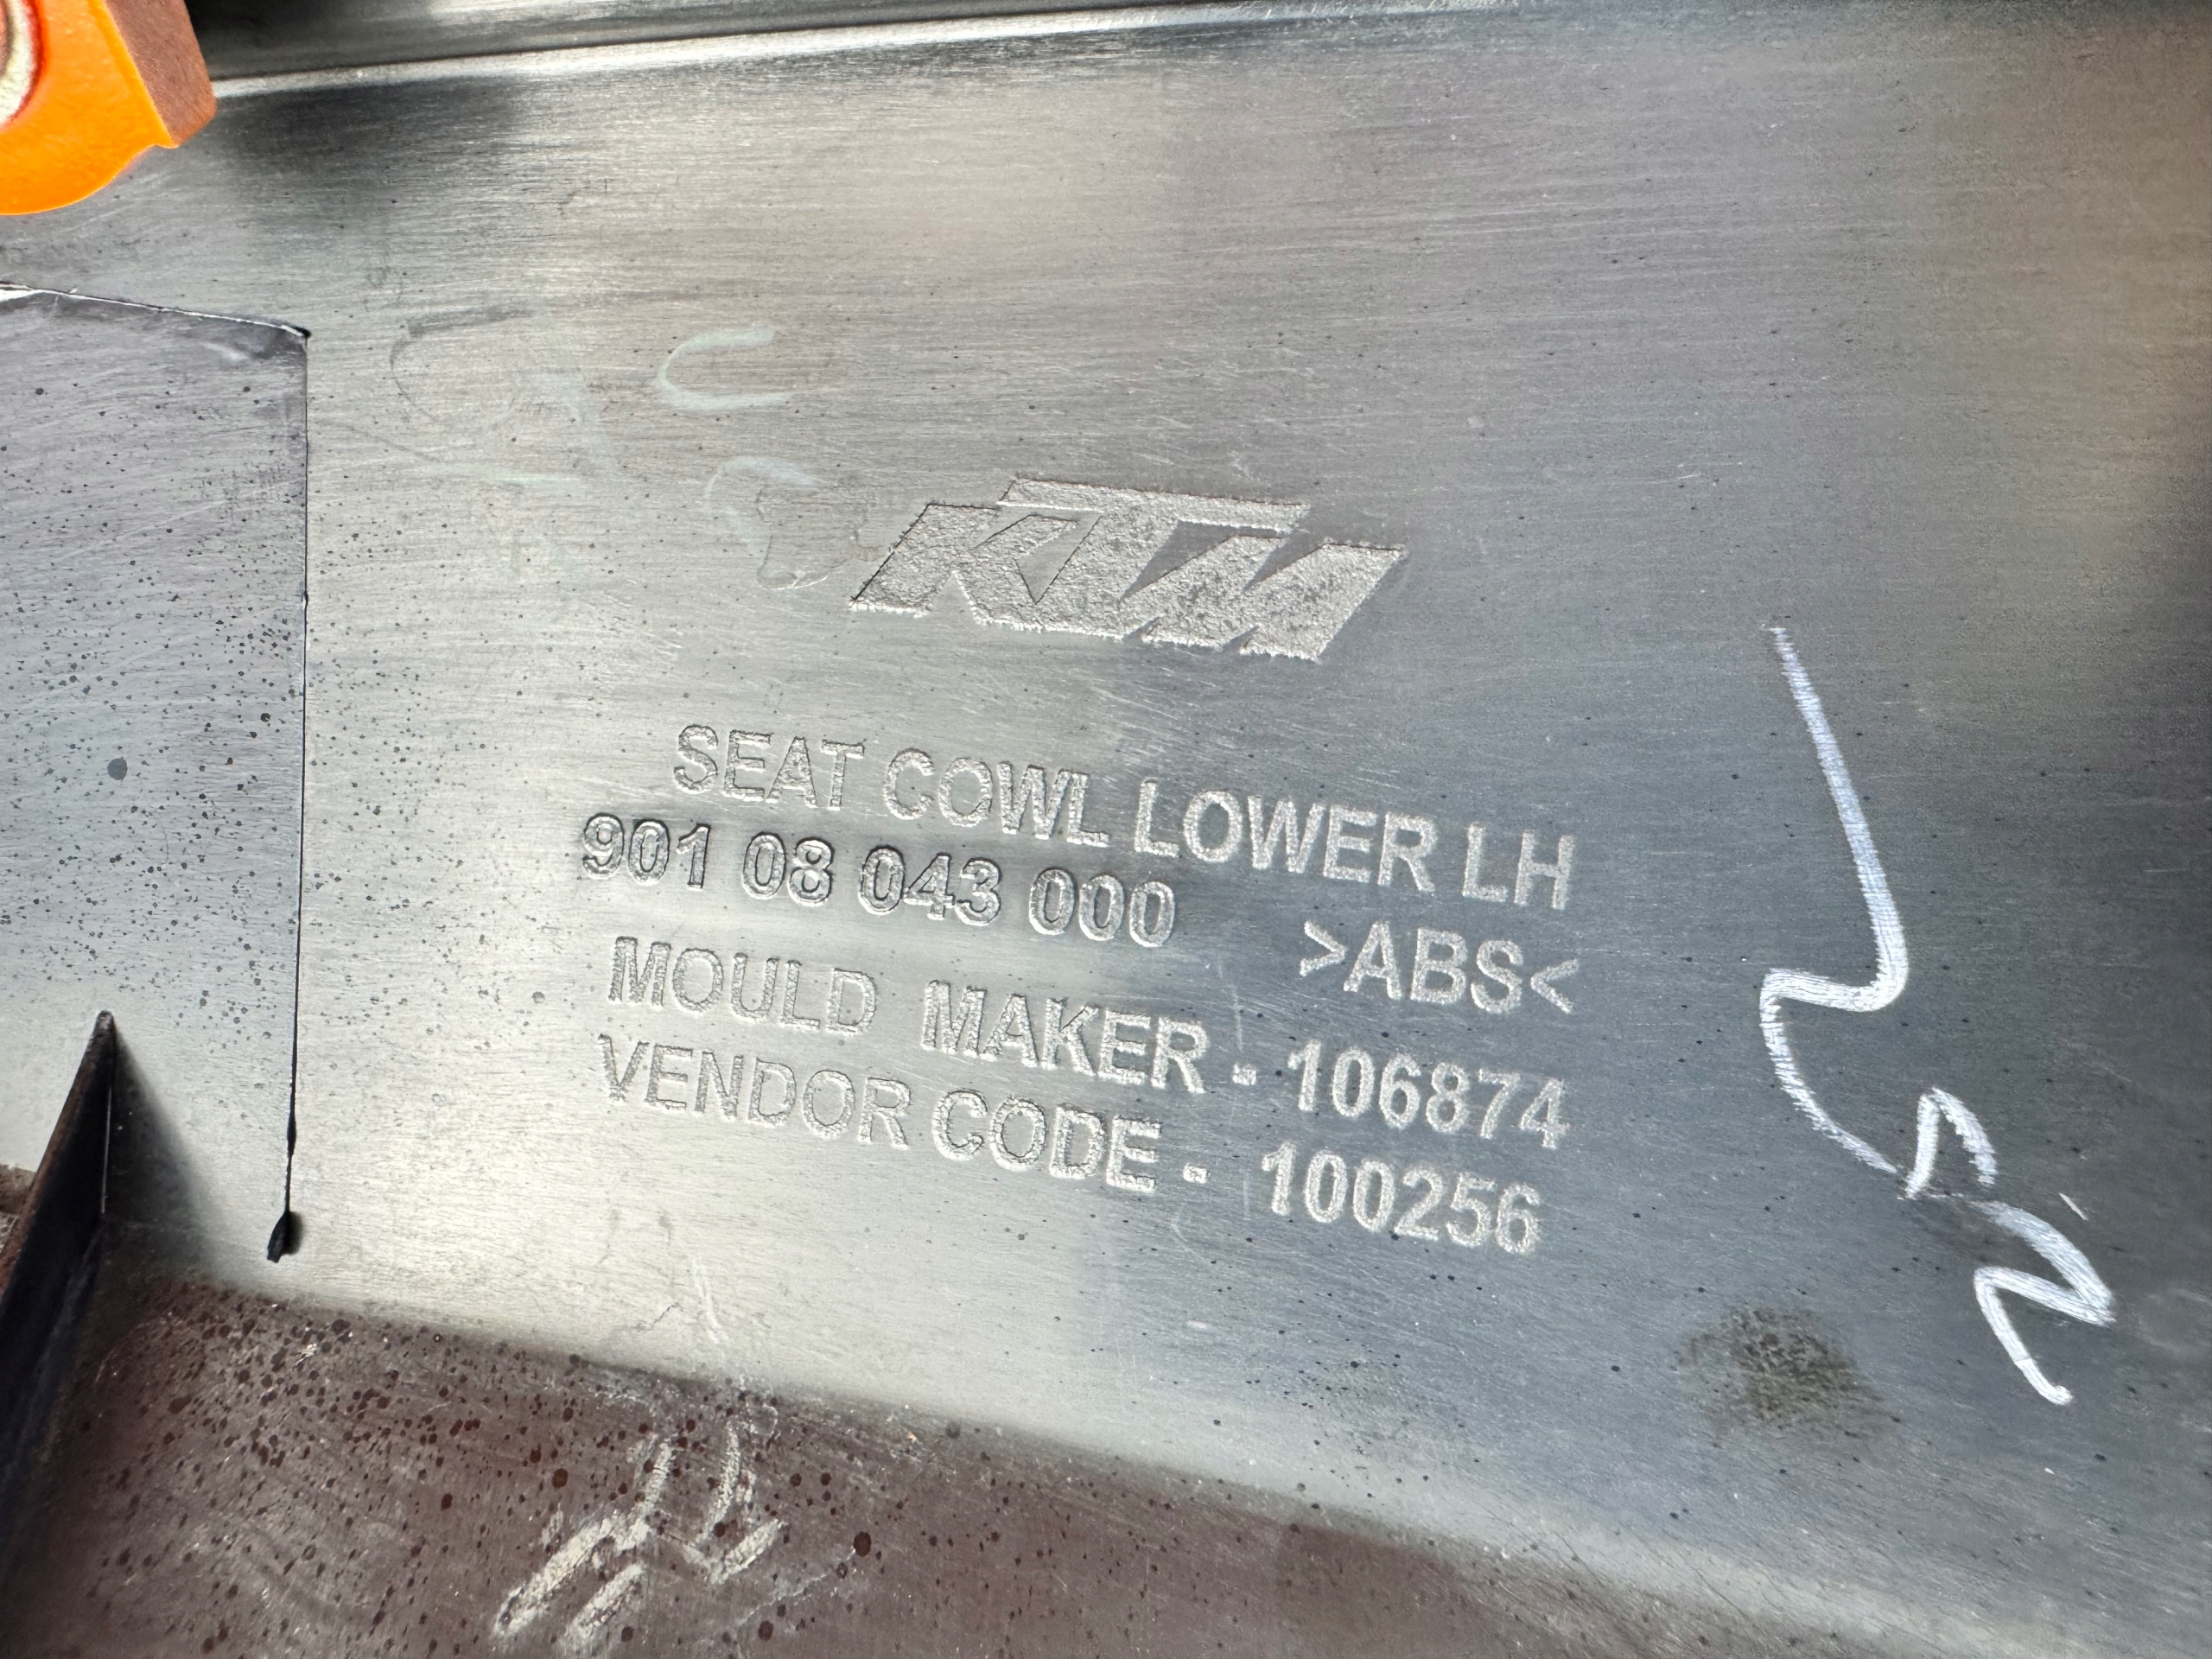 KTM
SEAT COWL LOWER LH
901 08 043 000 >ABS<
MOULD MAKER - 106874
VENDOR CODE - 100256